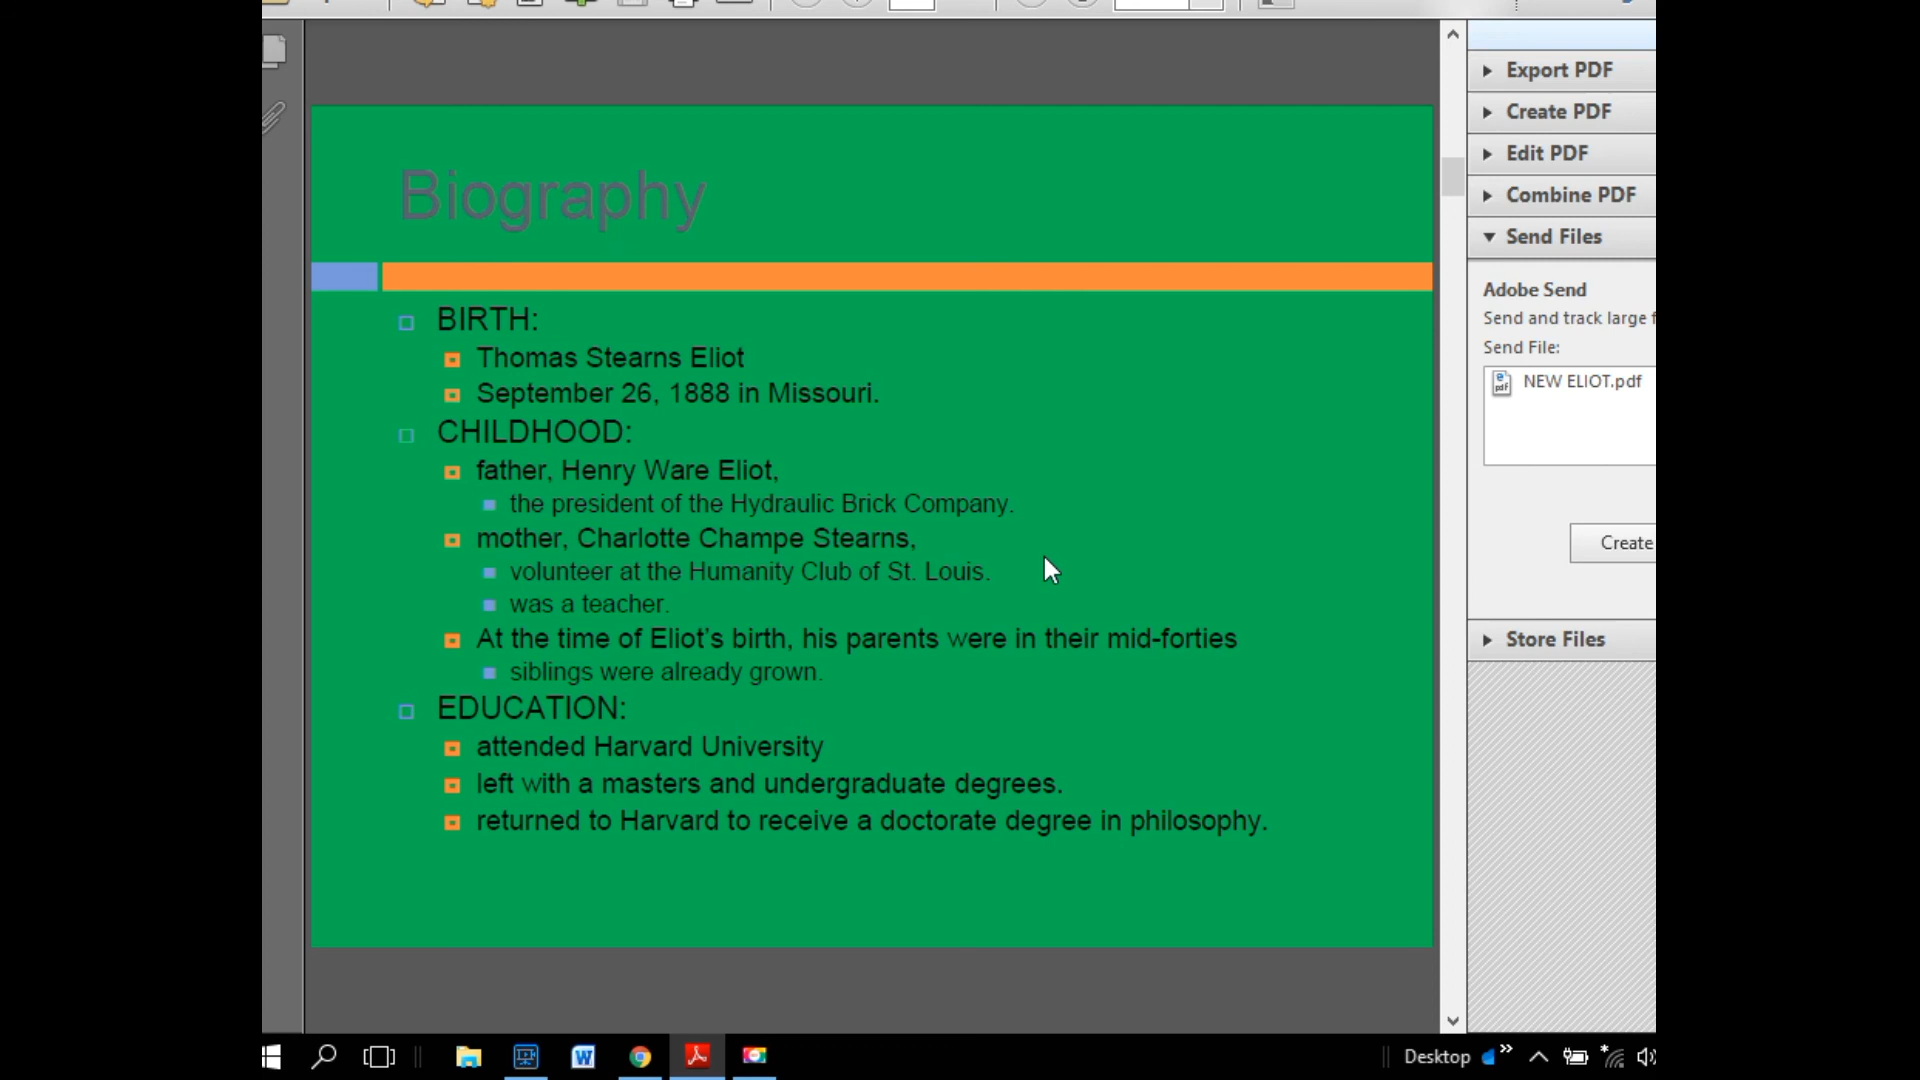 Biography
BIRTH:
Thomas Stearns Eliot
September 26, 1888 in Missouri.
CHILDHOOD:
father, Henry Ware Eliot,
the president of the Hydraulic Brick Company.
mother, Charlotte Champe Stearns,
volunteer at the Humanity Club of St. Louis.
was a teacher.
At the time of Eliot's birth, his parents were in their mid-forties
siblings were already grown.
EDUCATION:
attended Harvard University
left with a masters and undergraduate degrees.
returned to Harvard to receive a doctorate degree in philosophy.
Export PDF
Create PDF
Edit PDF
Combine PDF
Send Files
Adobe Send
Send and track large f
Send File:
NEW ELIOT.pdf
Create
Store Files
Desktop